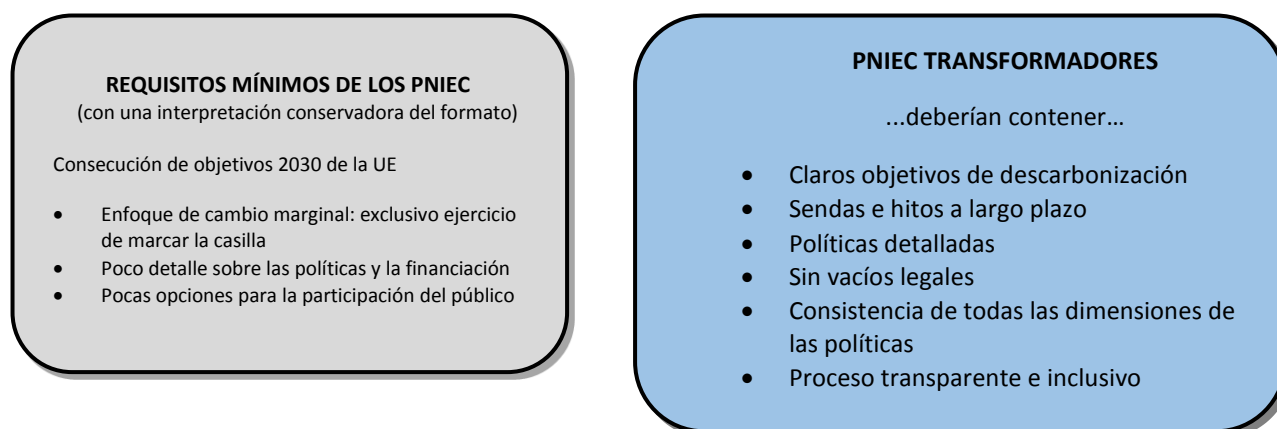 REQUISITOS MÍNIMOS DE LOS PNIEC
(con una interpretación conservadora del formato)
Consecución de objetivos 2030 de la UE
• Enfoque de cambio marginal: exclusivo ejercicio
de marcar la casilla
• Poco detalle sobre las políticas y la financiación
• Pocas opciones para la participación del público
PNIEC TRANSFORMADORES
...deberían contener…
• Claros objetivos de descarbonización
• Sendas e hitos a largo plazo
• Políticas detalladas
• Sin vacíos legales
• Consistencia de todas las dimensiones de
las políticas
• Proceso transparente e inclusivo